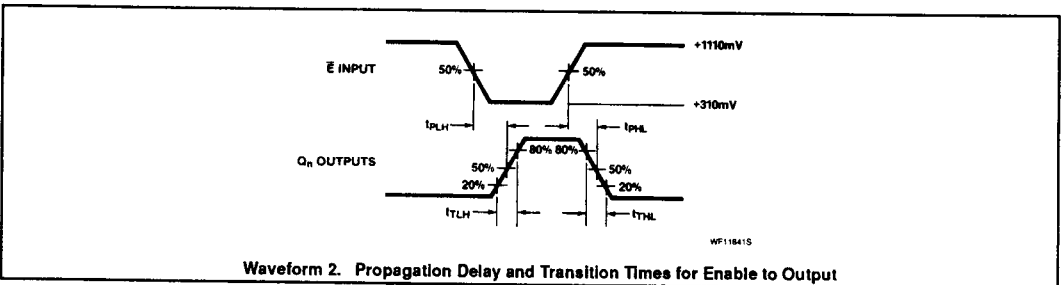 +1110mV
Ē INPUT
50% 50%
+310mV
tPLH tPHL
80% 80%
Qn OUTPUTS
50% 50%
20% 20%
tTLH tTHL
WF11641S
Waveform 2. Propagation Delay and Transition Times for Enable to Output